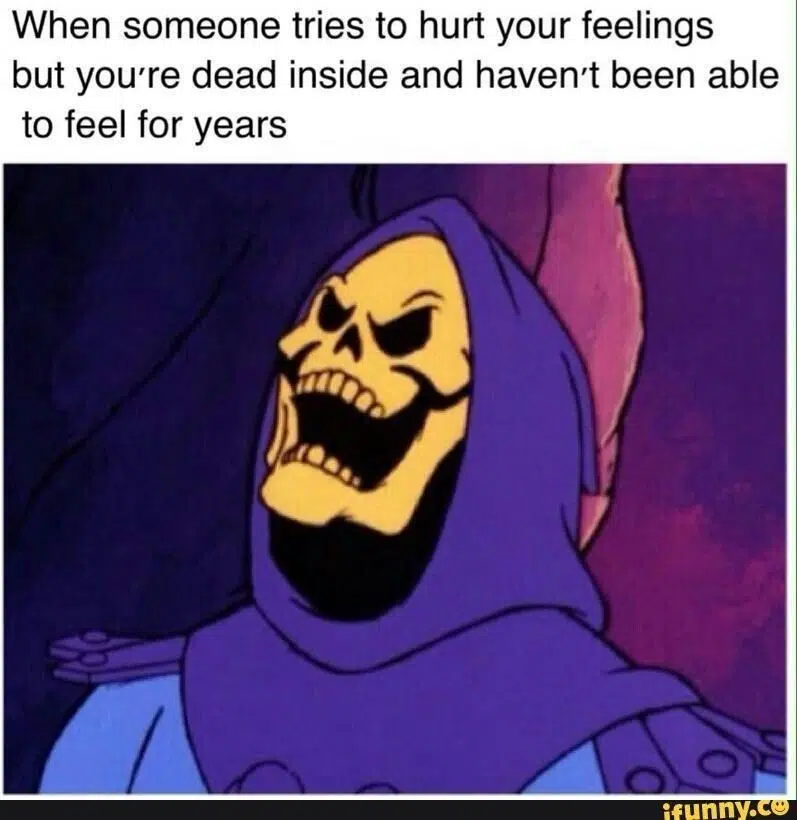 When someone tries to hurt your feelings
but you're dead inside and haven't been able
to feel for years
ifunny.co